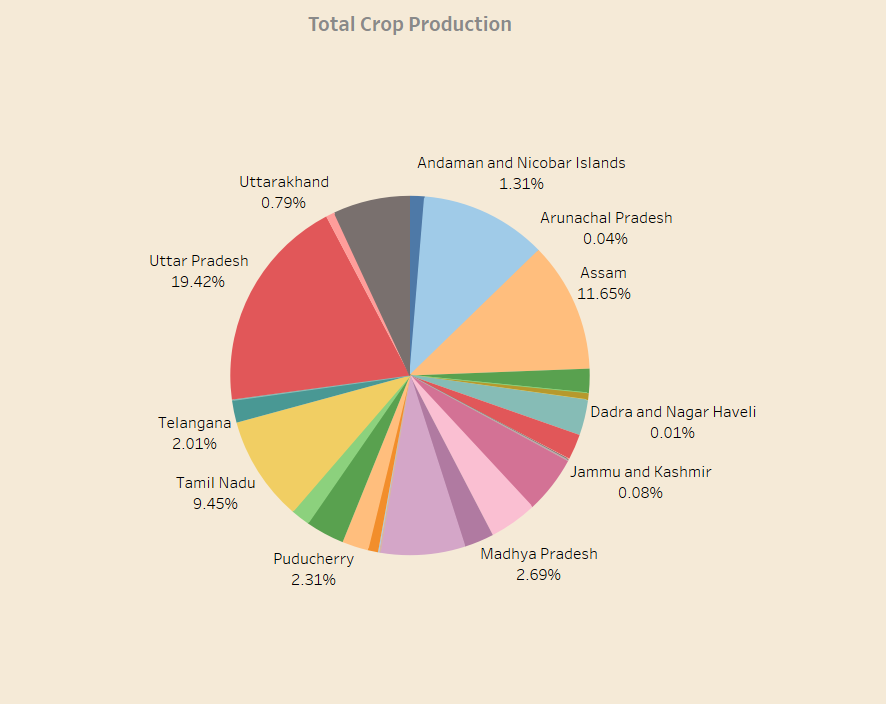 Total Crop Production
Andaman and Nicobar Islands
1.31%
Arunachal Pradesh
0.04%
Assam
11.65%
Dadra and Nagar Haveli
0.01%
Jammu and Kashmir
0.08%
Madhya Pradesh
2.69%
Puducherry
2.31%
Tamil Nadu
9.45%
Telangana
2.01%
Uttar Pradesh
19.42%
Uttarakhand
0.79%